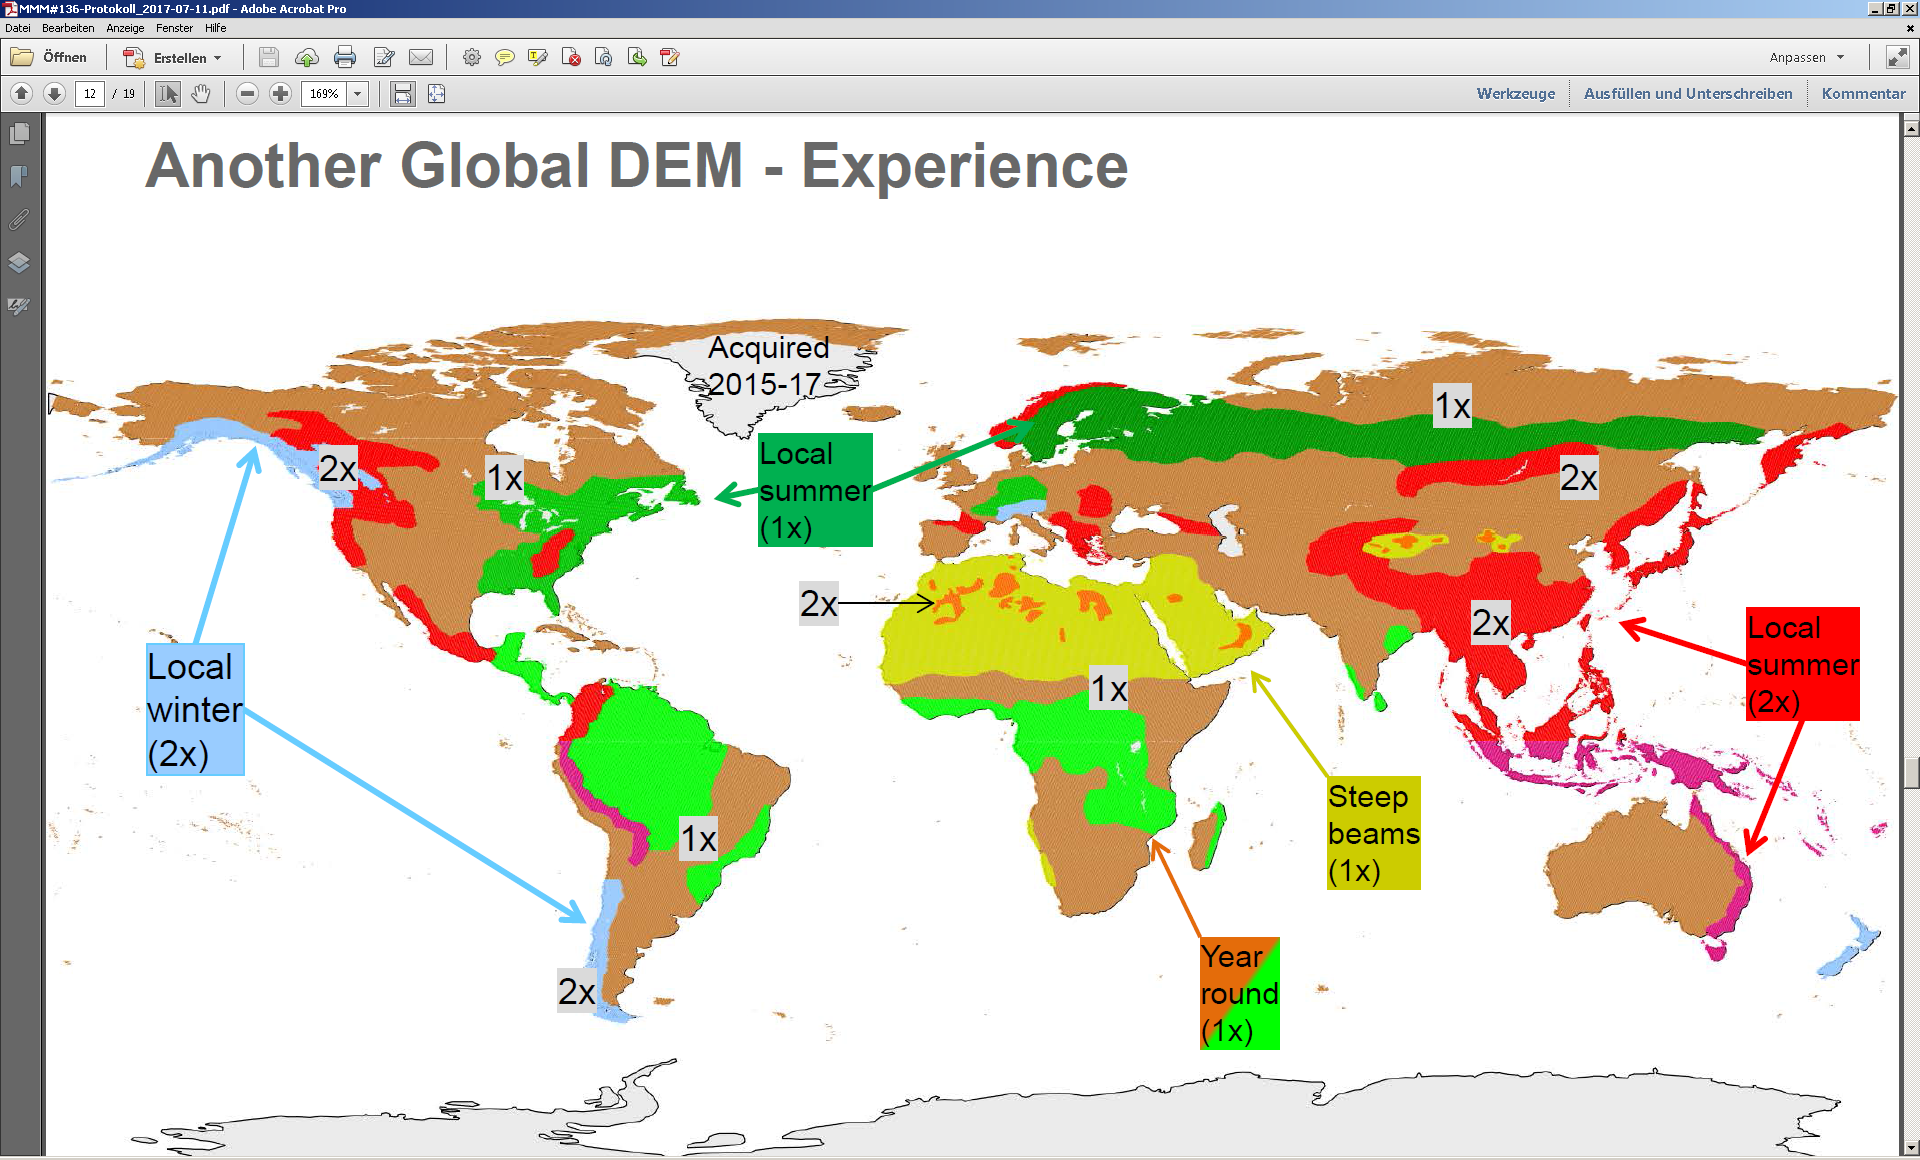 MMM#136-Protokoll_2017-07-11.pdf - Adobe Acrobat Pro
Datei Bearbeiten Anzeige Fenster Hilfe
Öffnen Erstellen Anpassen
12 / 19 169% Werkzeuge Ausfüllen und Unterschreiben Kommentar
Another Global DEM - Experience
Acquired
2015-17
1x
Local
summer
(1x)
2x
1x
2x
2x
2x
Local
summer
(2x)
Local
winter
(2x)
1x
Steep
beams
(1x)
1x
Year
round
(1x)
2x